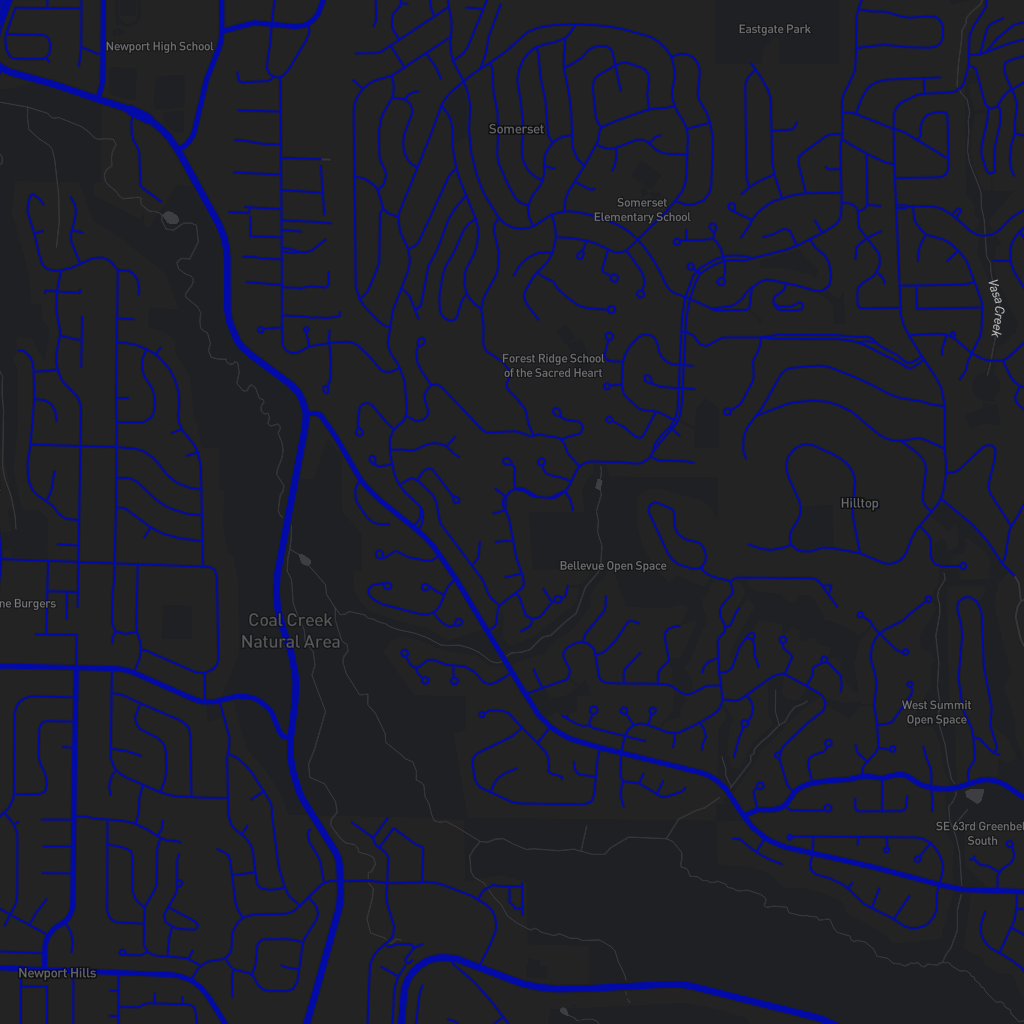 Eastgate Park
Newport High School
Somerset
Somerset
Elementary School
Vasa Creek
Forest Ridge School
of the Sacred Heart
Hilltop
Bellevue Open Space
ne Burgers
Coal Creek
Natural Area
West Summit
Open Space
SE 63rd Greenbel
South
Newport Hills